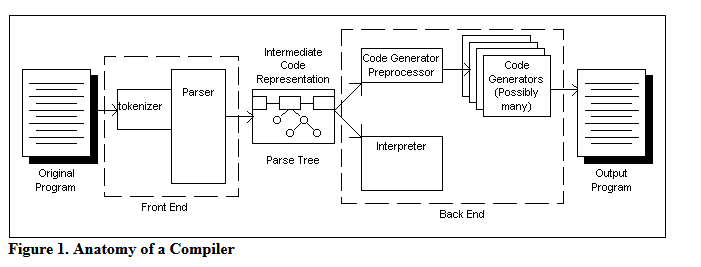 Original
Program
tokenizer
Parser
Front End
Intermediate
Code
Representation
Parse Tree
Code Generator
Preprocessor
Interpreter
Code
Generators
(Possibly
many)
Back End
Output
Program
Figure 1. Anatomy of a Compiler